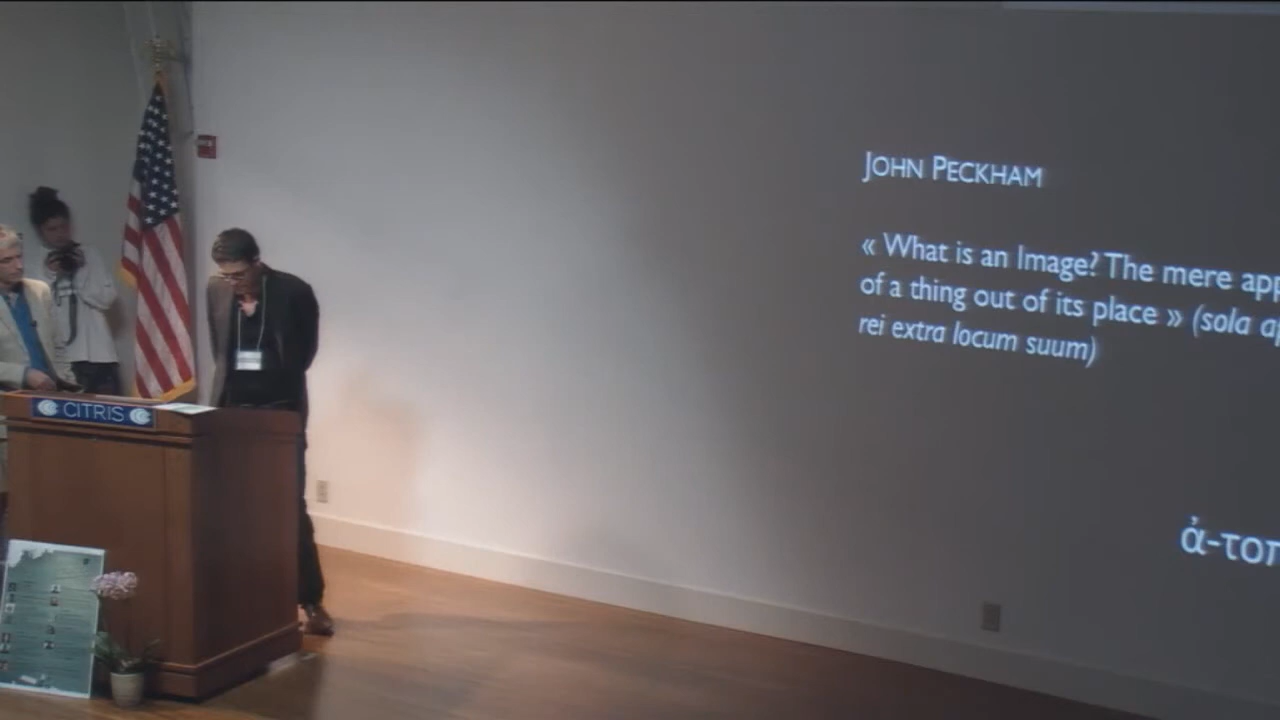 JOHN PECKHAM
« What is an Image? The mere app
of a thing out of its place » (sola ap
rei extra locum suum)
ἀ-τοπ
CITRIS